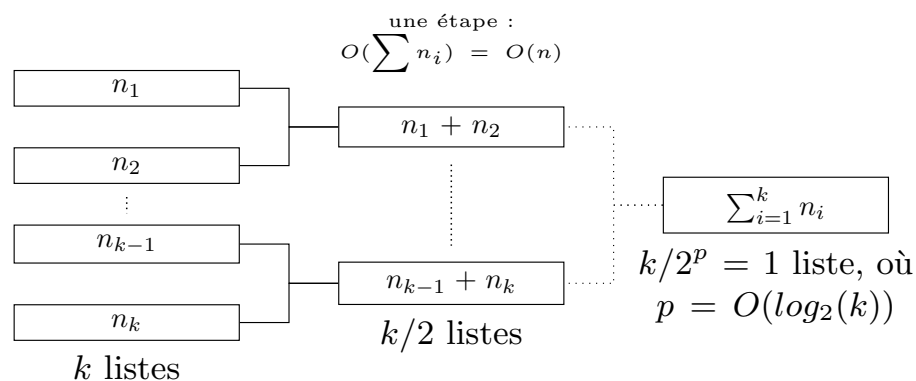 une étape :
O(∑ n_i) = O(n)
n_1
n_2
n_{k−1}
n_k
k listes
n_1 + n_2
n_{k−1} + n_k
k/2 listes
∑_{i=1}^{k} n_i
k/2^p = 1 liste, où
p = O(log_2(k))